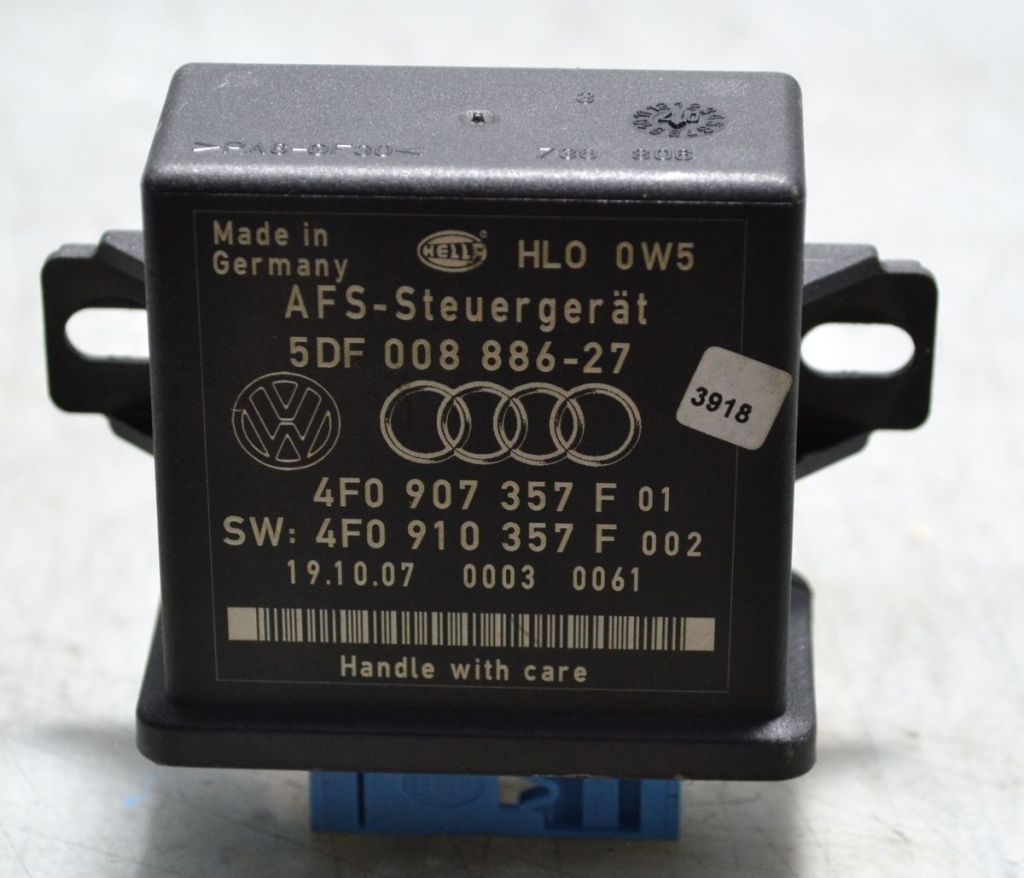 Made in
Germany
HELLA HL0 0W5
AFS-Steuergerät
5DF 008 886-27
3918
4F0 907 357 F 01
SW: 4F0 910 357 F 002
19.10.07 0003 0061
Handle with care